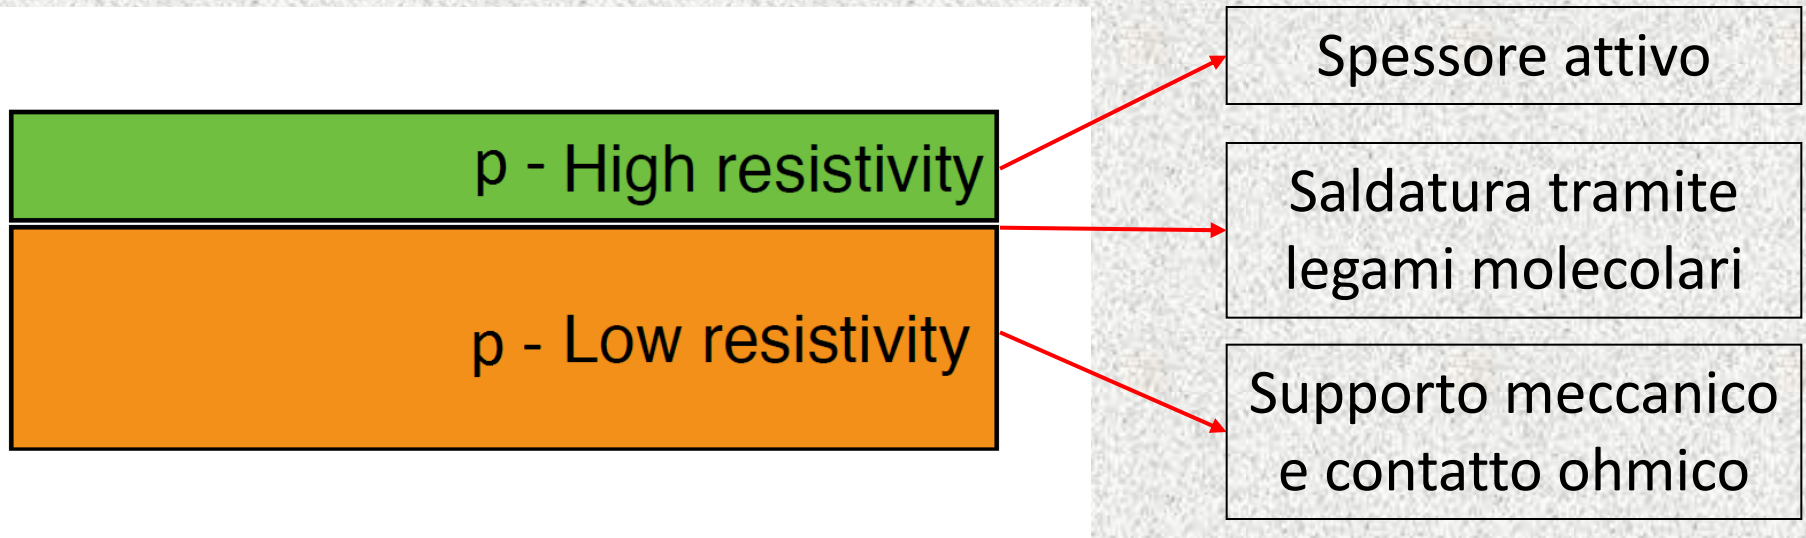 p - High resistivity
p - Low resistivity
Spessore attivo
Saldatura tramite
legami molecolari
Supporto meccanico
e contatto ohmico